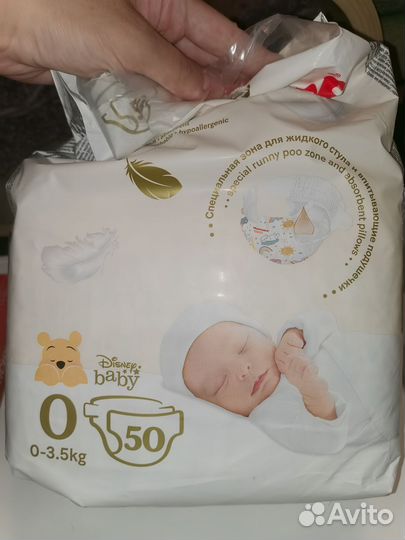 hypoallergenic
Специальная зона для жидкого стула и впитывающие подушечки
special runny poo zone and absorbent pillows
Disney
baby
0
50
0-3.5kg
Avito